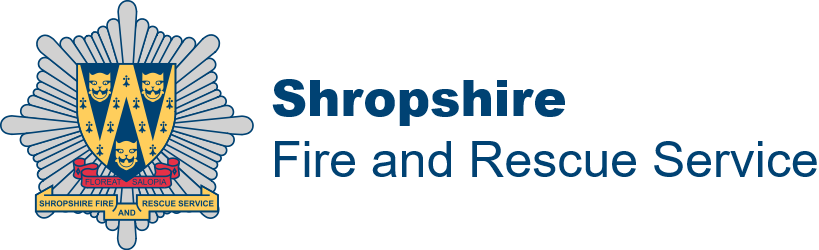 Shropshire
Fire and Rescue Service
FLOREAT SALOPIA
SHROPSHIRE FIRE AND RESCUE SERVICE